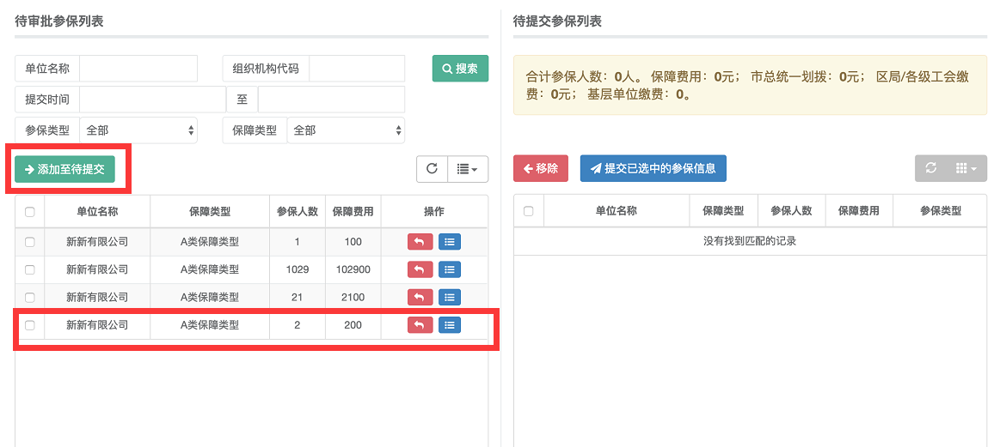 待审批参保列表
单位名称 组织机构代码 搜索
提交时间 至
参保类型 全部 保障类型 全部
添加至待提交
单位名称 保障类型 参保人数 保障费用 操作
新新有限公司 A类保障类型 1 100
新新有限公司 A类保障类型 1029 102900
新新有限公司 A类保障类型 21 2100
新新有限公司 A类保障类型 2 200
待提交参保列表
合计参保人数：0人。 保障费用：0元； 市总统一划拨：0元； 区局/各级工会缴
费：0元； 基层单位缴费：0。
移除 提交已选中的参保信息
单位名称 保障类型 参保人数 保障费用 参保类型
没有找到匹配的记录